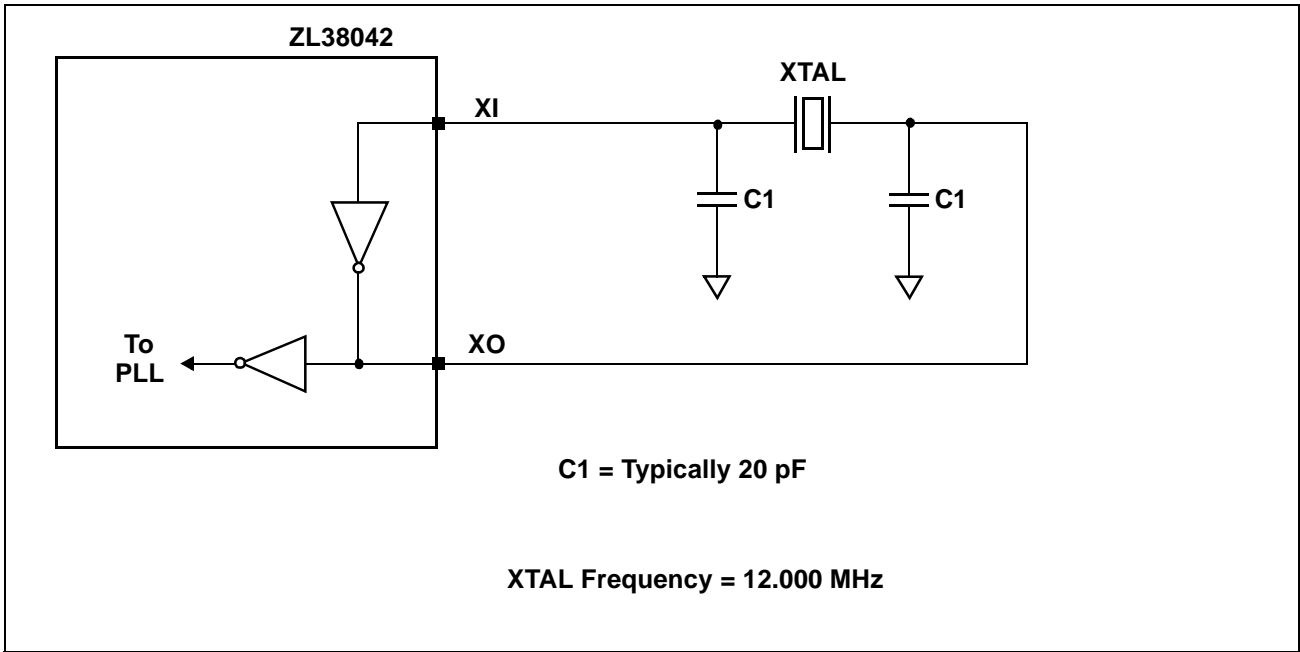 ZL38042
XTAL
XI
C1
C1
To
PLL
XO
C1 = Typically 20 pF
XTAL Frequency = 12.000 MHz